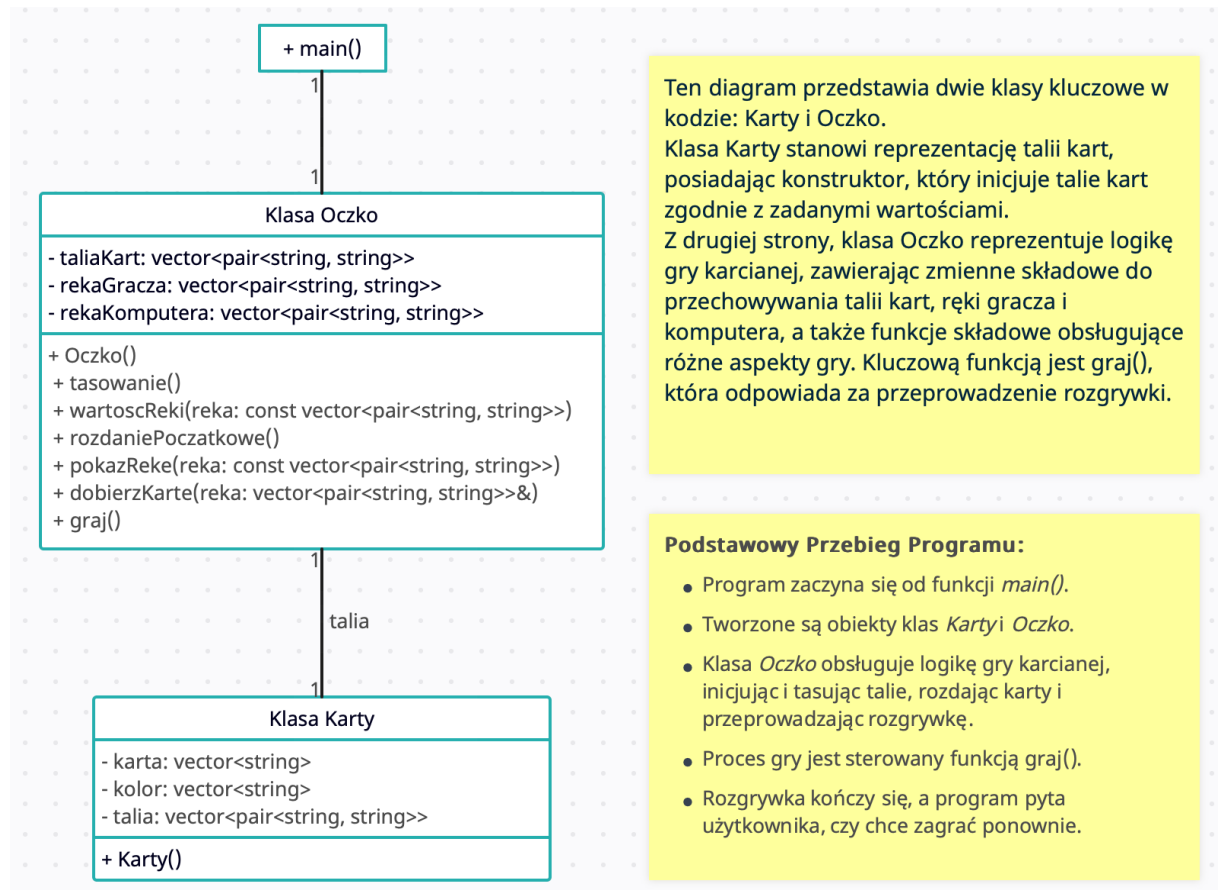 + main()
1
1
Klasa Oczko
- taliaKart: vector<pair<string, string>>
- rekaGracza: vector<pair<string, string>>
- rekaKomputera: vector<pair<string, string>>
+ Oczko()
+ tasowanie()
+ wartoscReki(reka: const vector<pair<string, string>>)
+ rozdaniePoczatkowe()
+ pokazReke(reka: const vector<pair<string, string>>)
+ dobierzKarte(reka: vector<pair<string, string>>&)
+ graj()
1
talia
1
Klasa Karty
- karta: vector<string>
- kolor: vector<string>
- talia: vector<pair<string, string>>
+ Karty()
Ten diagram przedstawia dwie klasy kluczowe w
kodzie: Karty i Oczko.
Klasa Karty stanowi reprezentację talii kart,
posiadając konstruktor, który inicjuje talie kart
zgodnie z zadanymi wartościami.
Z drugiej strony, klasa Oczko reprezentuje logikę
gry karcianej, zawierając zmienne składowe do
przechowywania talii kart, ręki gracza i
komputera, a także funkcje składowe obsługujące
różne aspekty gry. Kluczową funkcją jest graj(),
która odpowiada za przeprowadzenie rozgrywki.
Podstawowy Przebieg Programu:
● Program zaczyna się od funkcji main().
● Tworzone są obiekty klas Karty i Oczko.
● Klasa Oczko obsługuje logikę gry karcianej,
inicjując i tasując talie, rozdając karty i
przeprowadzając rozgrywkę.
● Proces gry jest sterowany funkcją graj().
● Rozgrywka kończy się, a program pyta
użytkownika, czy chce zagrać ponownie.